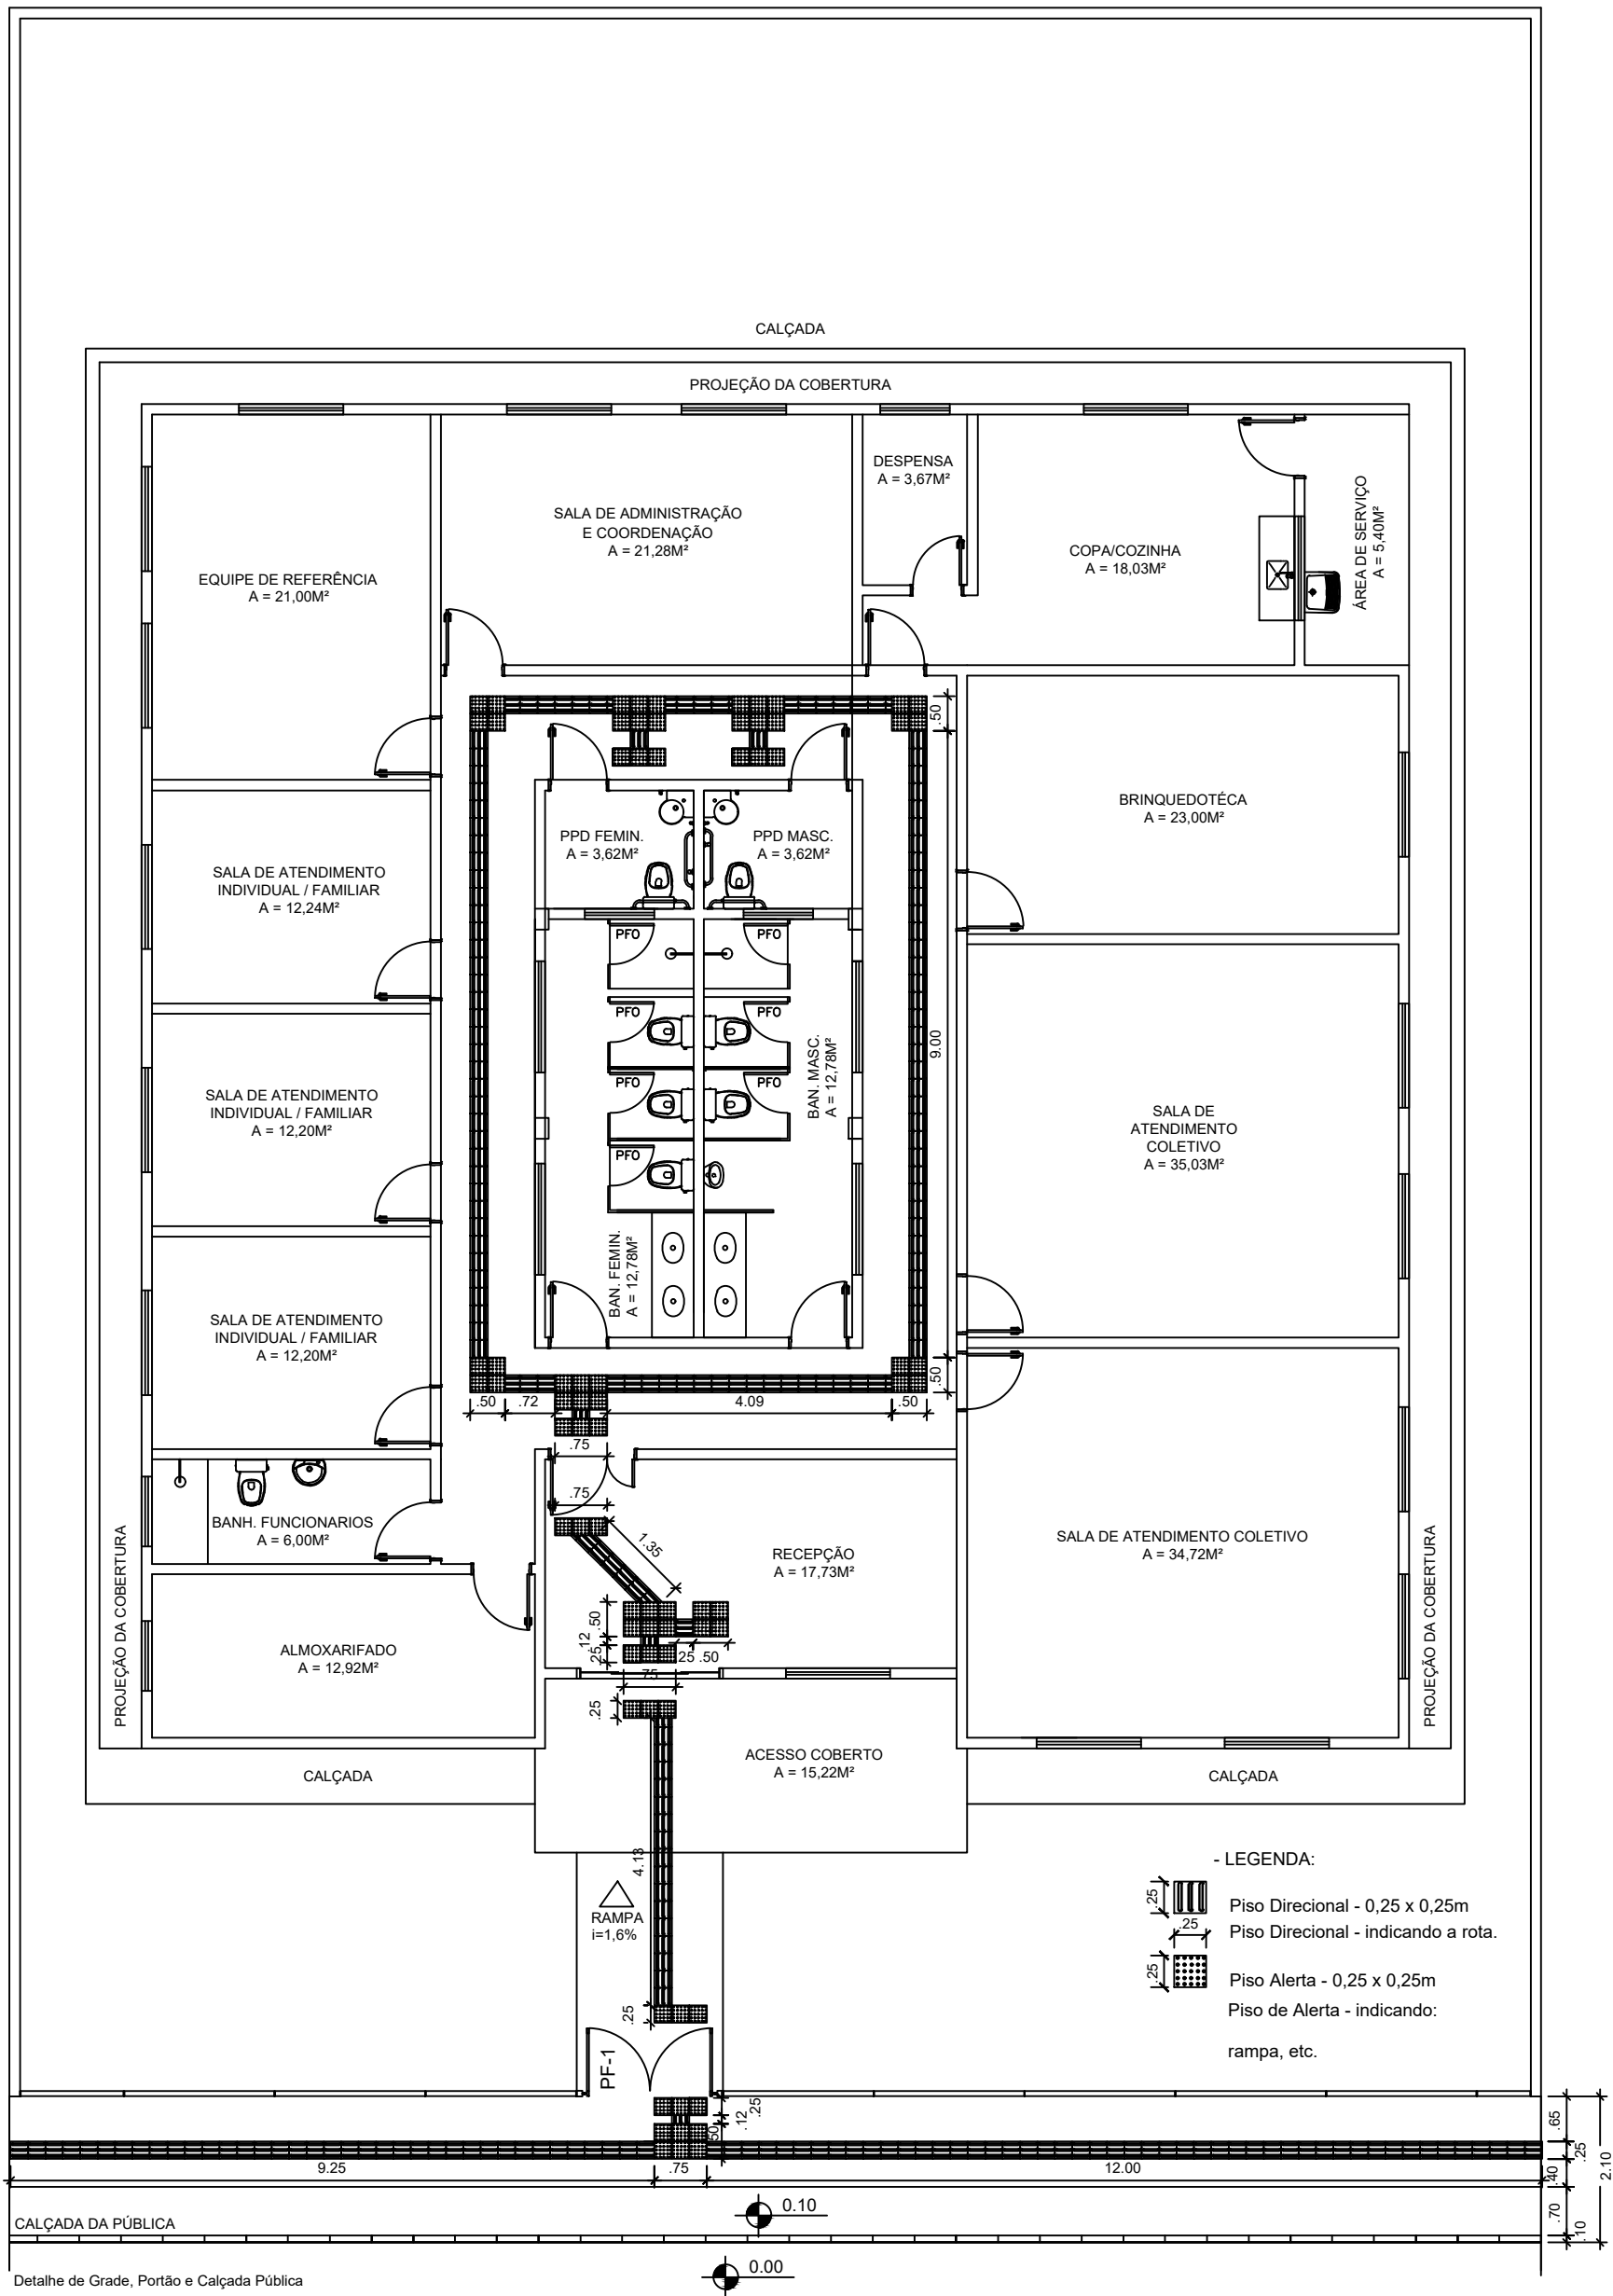 CALÇADA
PROJEÇÃO DA COBERTURA
DESPENSA
A = 3,67M²
SALA DE ADMINISTRAÇÃO
E COORDENAÇÃO
A = 21,28M²
COPA/COZINHA
A = 18,03M²
ÁREA DE SERVIÇO
A = 5,40M²
EQUIPE DE REFERÊNCIA
A = 21,00M²
.50
BRINQUEDOTÉCA
A = 23,00M²
PPD FEMIN.
A = 3,62M²
PPD MASC.
A = 3,62M²
SALA DE ATENDIMENTO
INDIVIDUAL / FAMILIAR
A = 12,24M²
PFO
PFO
PFO
PFO
PFO
PFO
PFO
BAN. MASC.
A = 12,78M²
9.00
SALA DE ATENDIMENTO
INDIVIDUAL / FAMILIAR
A = 12,20M²
SALA DE
ATENDIMENTO
COLETIVO
A = 35,03M²
BAN. FEMIN.
A = 12,78M²
SALA DE ATENDIMENTO
INDIVIDUAL / FAMILIAR
A = 12,20M²
.50
.50
.72
4.09
.50
.75
.75
BANH. FUNCIONARIOS
A = 6,00M²
1.35
RECEPÇÃO
A = 17,73M²
SALA DE ATENDIMENTO COLETIVO
A = 34,72M²
PROJEÇÃO DA COBERTURA
PROJEÇÃO DA COBERTURA
.50
.12
.25
.25
.50
.75
ALMOXARIFADO
A = 12,92M²
.25
ACESSO COBERTO
A = 15,22M²
CALÇADA
CALÇADA
4.13
RAMPA
i=1,6%
- LEGENDA:
.25
Piso Direcional - 0,25 x 0,25m
.25
Piso Direcional - indicando a rota.
.25
Piso Alerta - 0,25 x 0,25m
Piso de Alerta - indicando:
rampa, etc.
.25
PF-1
.25
.12
.50
9.25
.75
12.00
.65
.25
.40
2.10
.70
.10
0.10
CALÇADA DA PÚBLICA
0.00
Detalhe de Grade, Portão e Calçada Pública